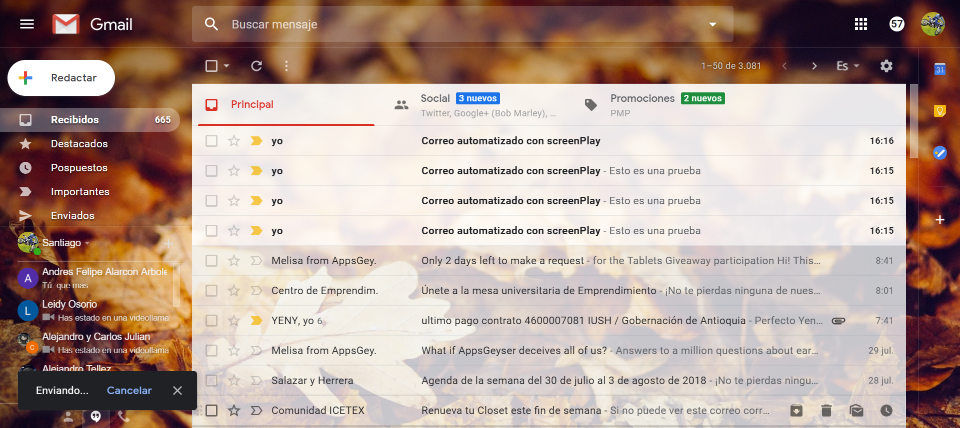 Gmail
Buscar mensaje
57
Redactar
1–50 de 3.081
Es
31
Principal
Social 3 nuevos
Twitter, Google+ (Bob Marley), ...
Promociones 2 nuevos
PMP
Recibidos 665
Destacados
Pospuestos
Importantes
Enviados
Santiago
A
Andres Felipe Alarcon Arbole
Tú: que mas
L
Leidy Osorio
Has estado en una videollama
Alejandro y Carlos Julian
Has estado en una videollama
Alejandro Tellez
Enviando... Cancelar
yo Correo automatizado con screenPlay 16:16
yo Correo automatizado con screenPlay - Esto es una prueba 16:15
yo Correo automatizado con screenPlay - Esto es una prueba 16:15
yo Correo automatizado con screenPlay - Esto es una prueba 16:15
Melisa from AppsGey. Only 2 days left to make a request - for the Tablets Giveaway participation Hi! This... 8:41
Centro de Emprendim. Únete a la mesa universitaria de Emprendimiento - ¡No te pierdas ninguna de nues... 8:01
YENY, yo 6 ultimo pago contrato 4600007081 IUSH / Gobernación de Antioquia - Perfecto Yen... 7:41
Melisa from AppsGey. What if AppsGeyser deceives all of us? - Answers to a million questions about ear... 29 jul.
Salazar y Herrera Agenda de la semana del 30 de julio al 3 de agosto de 2018 - ¡No te pierdas ningu... 28 jul.
Comunidad ICETEX Renueva tu Closet este fin de semana - Si no puede ver este correo corr...